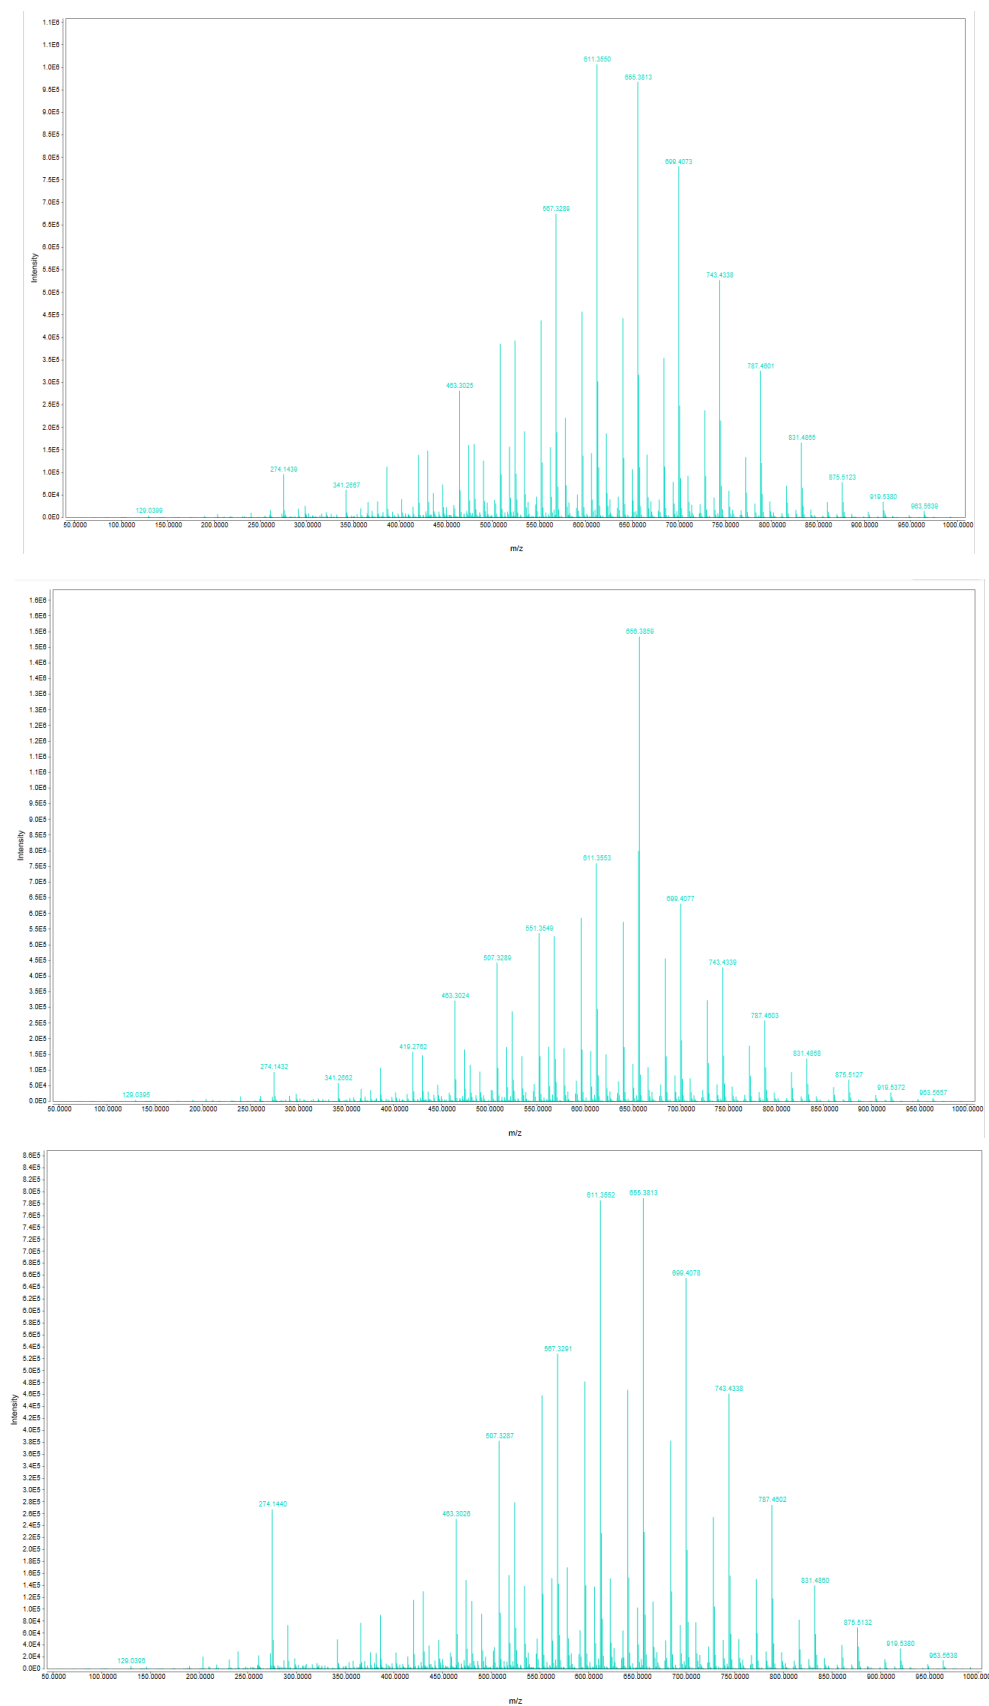 1.1E6
1.1E6
1.0E6
9.5E5
9.0E5
8.5E5
8.0E5
7.5E5
7.0E5
6.5E5
6.0E5
5.5E5
5.0E5
4.5E5
4.0E5
3.5E5
3.0E5
2.5E5
2.0E5
1.5E5
1.0E5
5.0E4
0.0E0
Intensity
129.0399
274.1439
341.2667
463.3025
567.3289
611.3550
655.3813
699.4073
743.4338
787.4601
831.4866
875.5123
919.5380
963.5639
50.0000 100.0000 150.0000 200.0000 250.0000 300.0000 350.0000 400.0000 450.0000 500.0000 550.0000 600.0000 650.0000 700.0000 750.0000 800.0000 850.0000 900.0000 950.0000 1000.0000
m/z
1.6E6
1.6E6
1.5E6
1.5E6
1.4E6
1.4E6
1.3E6
1.3E6
1.2E6
1.2E6
1.1E6
1.1E6
1.0E6
9.5E5
9.0E5
8.5E5
8.0E5
7.5E5
7.0E5
6.5E5
6.0E5
5.5E5
5.0E5
4.5E5
4.0E5
3.5E5
3.0E5
2.5E5
2.0E5
1.5E5
1.0E5
5.0E4
0.0E0
Intensity
129.0395
274.1432
341.2662
419.2762
463.3024
507.3289
551.3549
611.3553
656.3859
699.4077
743.4339
787.4603
831.4868
875.5127
919.5372
963.5657
50.0000 100.0000 150.0000 200.0000 250.0000 300.0000 350.0000 400.0000 450.0000 500.0000 550.0000 600.0000 650.0000 700.0000 750.0000 800.0000 850.0000 900.0000 950.0000 1000.0000
m/z
8.6E5
8.2E5
8.0E5
7.8E5
7.6E5
7.4E5
7.2E5
7.0E5
6.8E5
6.6E5
6.4E5
6.2E5
6.0E5
5.8E5
5.6E5
5.4E5
5.2E5
5.0E5
4.8E5
4.6E5
4.4E5
4.2E5
4.0E5
3.8E5
3.6E5
3.4E5
3.2E5
3.0E5
2.8E5
2.6E5
2.4E5
2.2E5
2.0E5
1.8E5
1.6E5
1.4E5
1.2E5
1.0E5
8.0E4
6.0E4
4.0E4
2.0E4
0.0E0
Intensity
129.0395
274.1440
463.3026
507.3287
567.3291
611.3552
655.3813
699.4078
743.4338
787.4602
831.4860
875.5132
919.5380
963.5638
50.0000 100.0000 150.0000 200.0000 250.0000 300.0000 350.0000 400.0000 450.0000 500.0000 550.0000 600.0000 650.0000 700.0000 750.0000 800.0000 850.0000 900.0000 950.0000 1000.0000
m/z